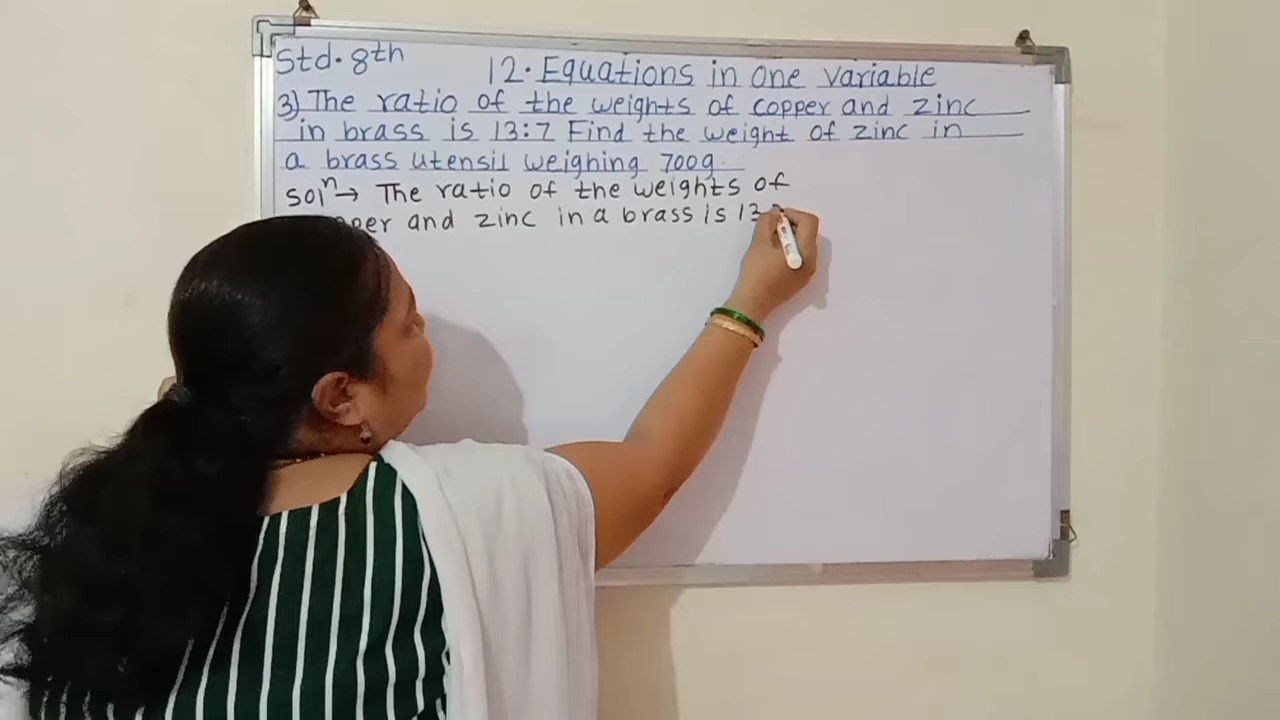 Std. 8th
12. Equations in one variable
3) The ratio of the weights of copper and zinc
in brass is 13:7 Find the weight of zinc in
a brass utensil weighing 700g.
Solⁿ→ The ratio of the weights of
and zinc in a brass is 13